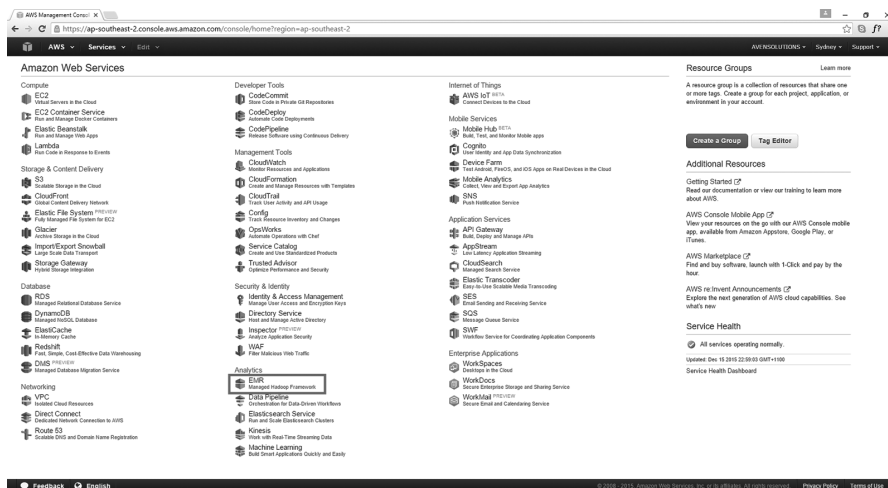 AWS Management Consol
https://ap-southeast-2.console.aws.amazon.com/console/home?region=ap-southeast-2
AWS Services Edit
AVENSOLUTIONS Sydney Support
Amazon Web Services
Compute
EC2
Virtual Servers in the Cloud
EC2 Container Service
Run and Manage Docker Containers
Elastic Beanstalk
Run and Manage Web Apps
Lambda
Run Code in Response to Events
Storage & Content Delivery
S3
Scalable Storage in the Cloud
CloudFront
Global Content Delivery Network
Elastic File System PREVIEW
Fully Managed File System for EC2
Glacier
Archive Storage in the Cloud
Import/Export Snowball
Large Scale Data Transport
Storage Gateway
Hybrid Storage Integration
Database
RDS
Managed Relational Database Service
DynamoDB
Managed NoSQL Database
ElastiCache
In-Memory Cache
Redshift
Fast, Simple, Cost-Effective Data Warehousing
DMS PREVIEW
Managed Database Migration Service
Networking
VPC
Isolated Cloud Resources
Direct Connect
Dedicated Network Connection to AWS
Route 53
Scalable DNS and Domain Name Registration
Developer Tools
CodeCommit
Store Code in Private Git Repositories
CodeDeploy
Automate Code Deployments
CodePipeline
Release Software using Continuous Delivery
Management Tools
CloudWatch
Monitor Resources and Applications
CloudFormation
Create and Manage Resources with Templates
CloudTrail
Track User Activity and API Usage
Config
Track Resource Inventory and Changes
OpsWorks
Automate Operations with Chef
Service Catalog
Create and Use Standardized Products
Trusted Advisor
Optimize Performance and Security
Security & Identity
Identity & Access Management
Manage User Access and Encryption Keys
Directory Service
Host and Manage Active Directory
Inspector PREVIEW
Analyze Application Security
WAF
Filter Malicious Web Traffic
Analytics
EMR
Managed Hadoop Framework
Data Pipeline
Orchestration for Data-Driven Workflows
Elasticsearch Service
Run and Scale Elasticsearch Clusters
Kinesis
Work with Real-Time Streaming Data
Machine Learning
Build Smart Applications Quickly and Easily
Internet of Things
AWS IoT BETA
Connect Devices to the Cloud
Mobile Services
Mobile Hub BETA
Build, Test, and Monitor Mobile apps
Cognito
User Identity and App Data Synchronization
Device Farm
Test Android, FireOS, and iOS Apps on Real Devices in the Cloud
Mobile Analytics
Collect, View and Export App Analytics
SNS
Push Notification Service
Application Services
API Gateway
Build, Deploy and Manage APIs
AppStream
Low Latency Application Streaming
CloudSearch
Managed Search Service
Elastic Transcoder
Easy-to-Use Scalable Media Transcoding
SES
Email Sending and Receiving Service
SQS
Message Queue Service
SWF
Workflow Service for Coordinating Application Components
Enterprise Applications
WorkSpaces
Desktops in the Cloud
WorkDocs
Secure Enterprise Storage and Sharing Service
WorkMail PREVIEW
Secure Email and Calendaring Service
Resource Groups Learn more
A resource group is a collection of resources that share one
or more tags. Create a group for each project, application, or
environment in your account.
Create a Group Tag Editor
Additional Resources
Getting Started
Read our documentation or view our training to learn more
about AWS.
AWS Console Mobile App
View your resources on the go with our AWS Console mobile
app, available from Amazon Appstore, Google Play, or
iTunes.
AWS Marketplace
Find and buy software, launch with 1-Click and pay by the
hour.
AWS re:Invent Announcements
Explore the next generation of AWS cloud capabilities. See
what's new
Service Health
All services operating normally.
Updated: Dec 15 2015 22:59:03 GMT+1100
Service Health Dashboard
Feedback English
© 2008 - 2015, Amazon Web Services, Inc. or its affiliates. All rights reserved. Privacy Policy Terms of Use